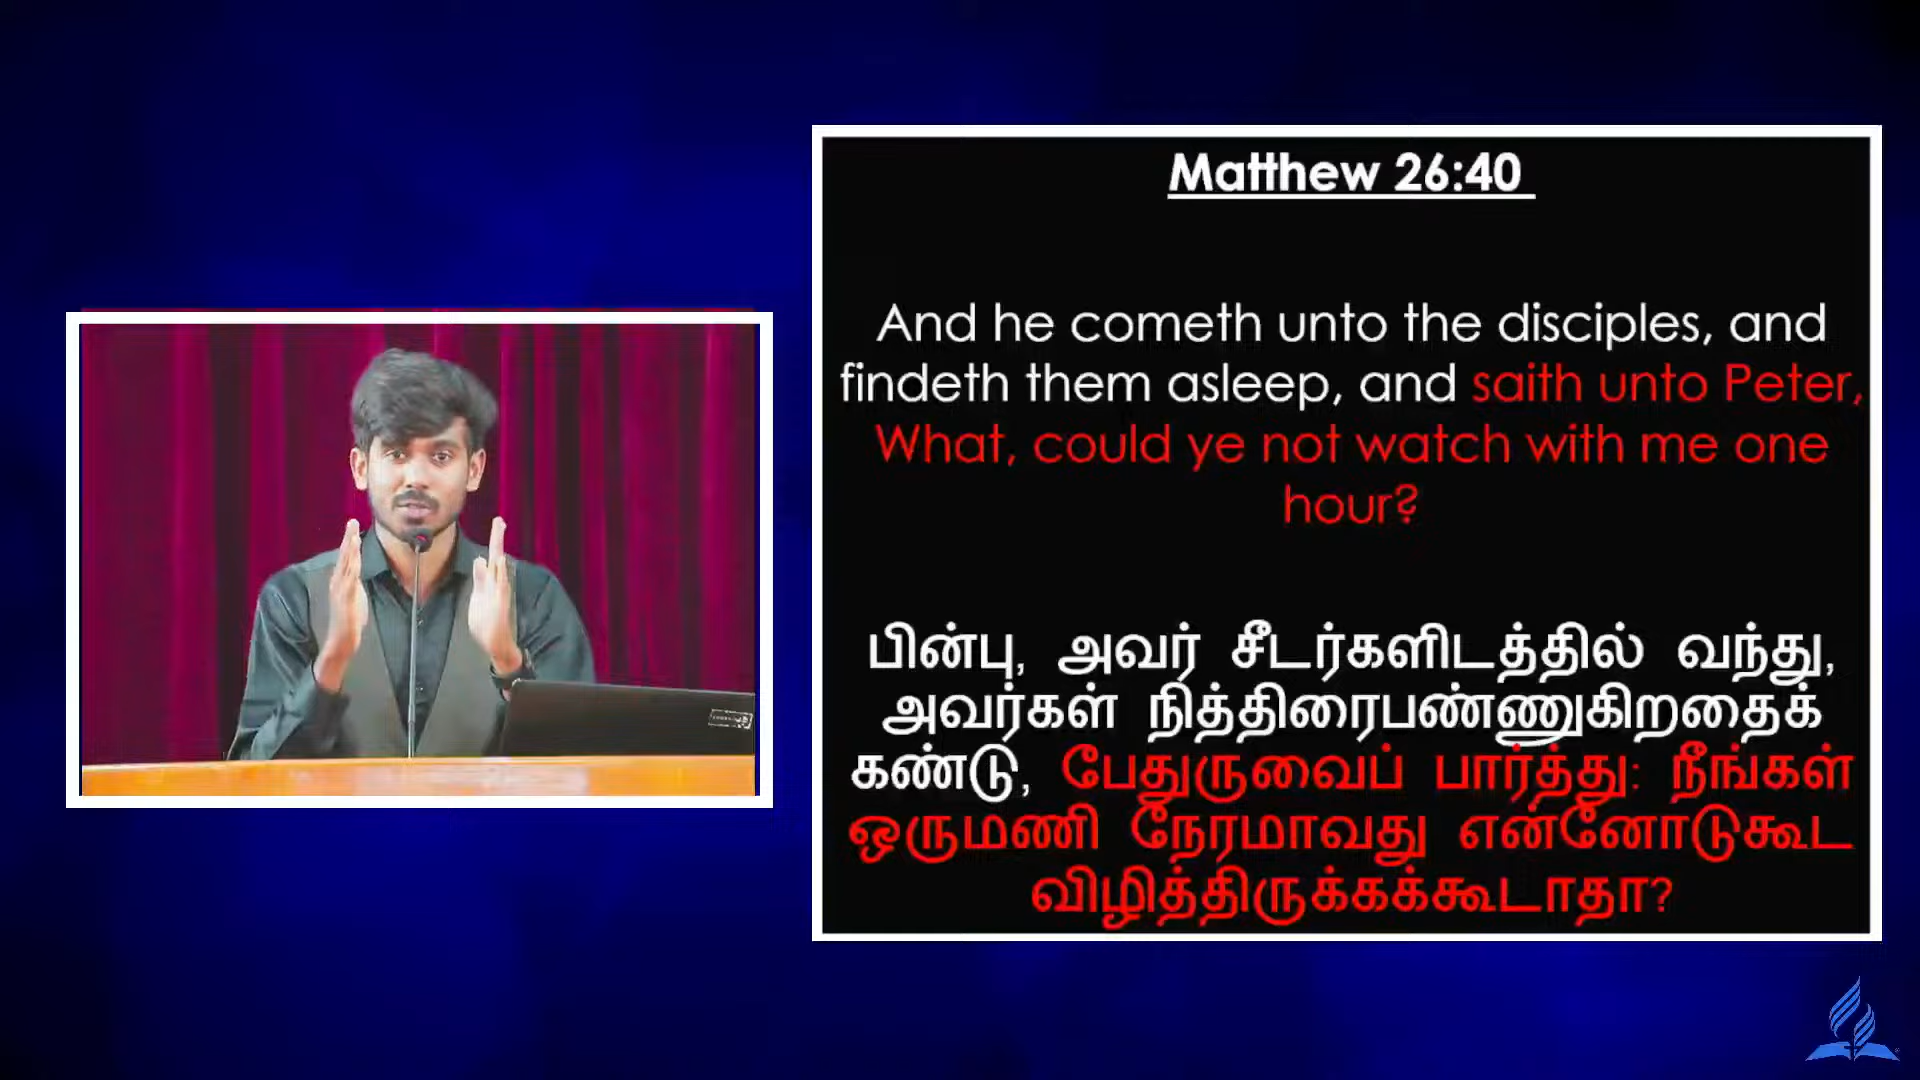 Matthew 26:40
And he cometh unto the disciples, and
findeth them asleep, and saith unto Peter,
What, could ye not watch with me one
hour?
பின்பு, அவர் சீடர்களிடத்தில் வந்து,
அவர்கள் நித்திரைபண்ணுகிறதைக்
கண்டு, பேதுருவைப் பார்த்து: நீங்கள்
ஒருமணி நேரமாவது என்னோடுகூட
விழித்திருக்கக்கூடாதா?